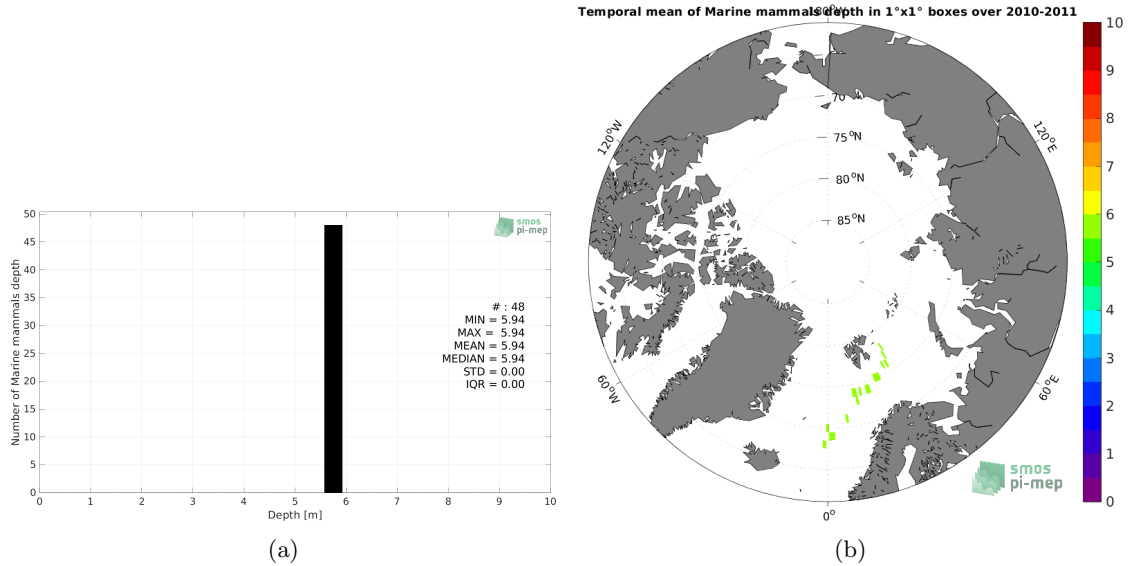 50
45
40
35
30
25
20
15
10
5
0
Number of Marine mammals depth
smos
pi-mep
# : 48
MIN = 5.94
MAX = 5.94
MEAN = 5.94
MEDIAN = 5.94
STD = 0.00
IQR = 0.00
0 1 2 3 4 5 6 7 8 9 10
Depth [m]
(a)
Temporal mean of Marine mammals depth in 1°x1° boxes over 2010-2011
180°W
120°W
120°E
70°N
75°N
80°N
85°N
60°W
60°E
0°
smos
pi-mep
10
9
8
7
6
5
4
3
2
1
0
(b)